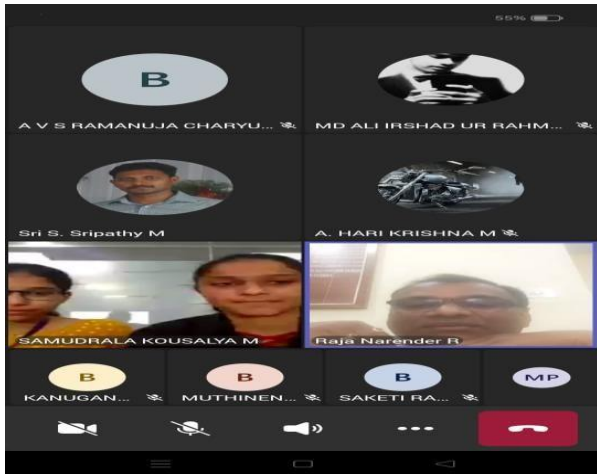 55%
B
A V S RAMANUJA CHARYU...
MD ALI IRSHAD UR RAHM...
Sri S. Sripathy M
A. HARI KRISHNA M
SAMUDRALA KOUSALYA M
Raja Narender R
B
KANUGAN...
B
MUTHINEN...
B
SAKETI RA...
MP